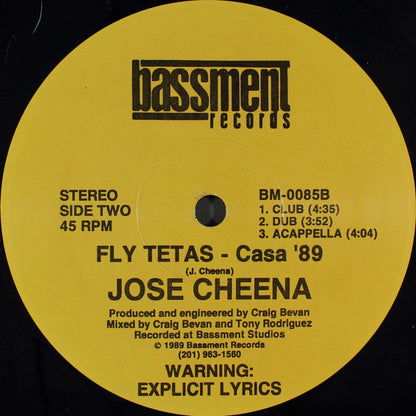 bassment
records
STEREO
SIDE TWO
45 RPM
BM-0085B
1. CLUB (4:35)
2. DUB (3:52)
3. ACAPPELLA (4:04)
FLY TETAS - Casa '89
(J. Cheena)
JOSE CHEENA
Produced and engineered by Craig Bevan
Mixed by Craig Bevan and Tony Rodriguez
Recorded at Bassment Studios
© 1989 Bassment Records
(201) 963-1560
WARNING:
EXPLICIT LYRICS